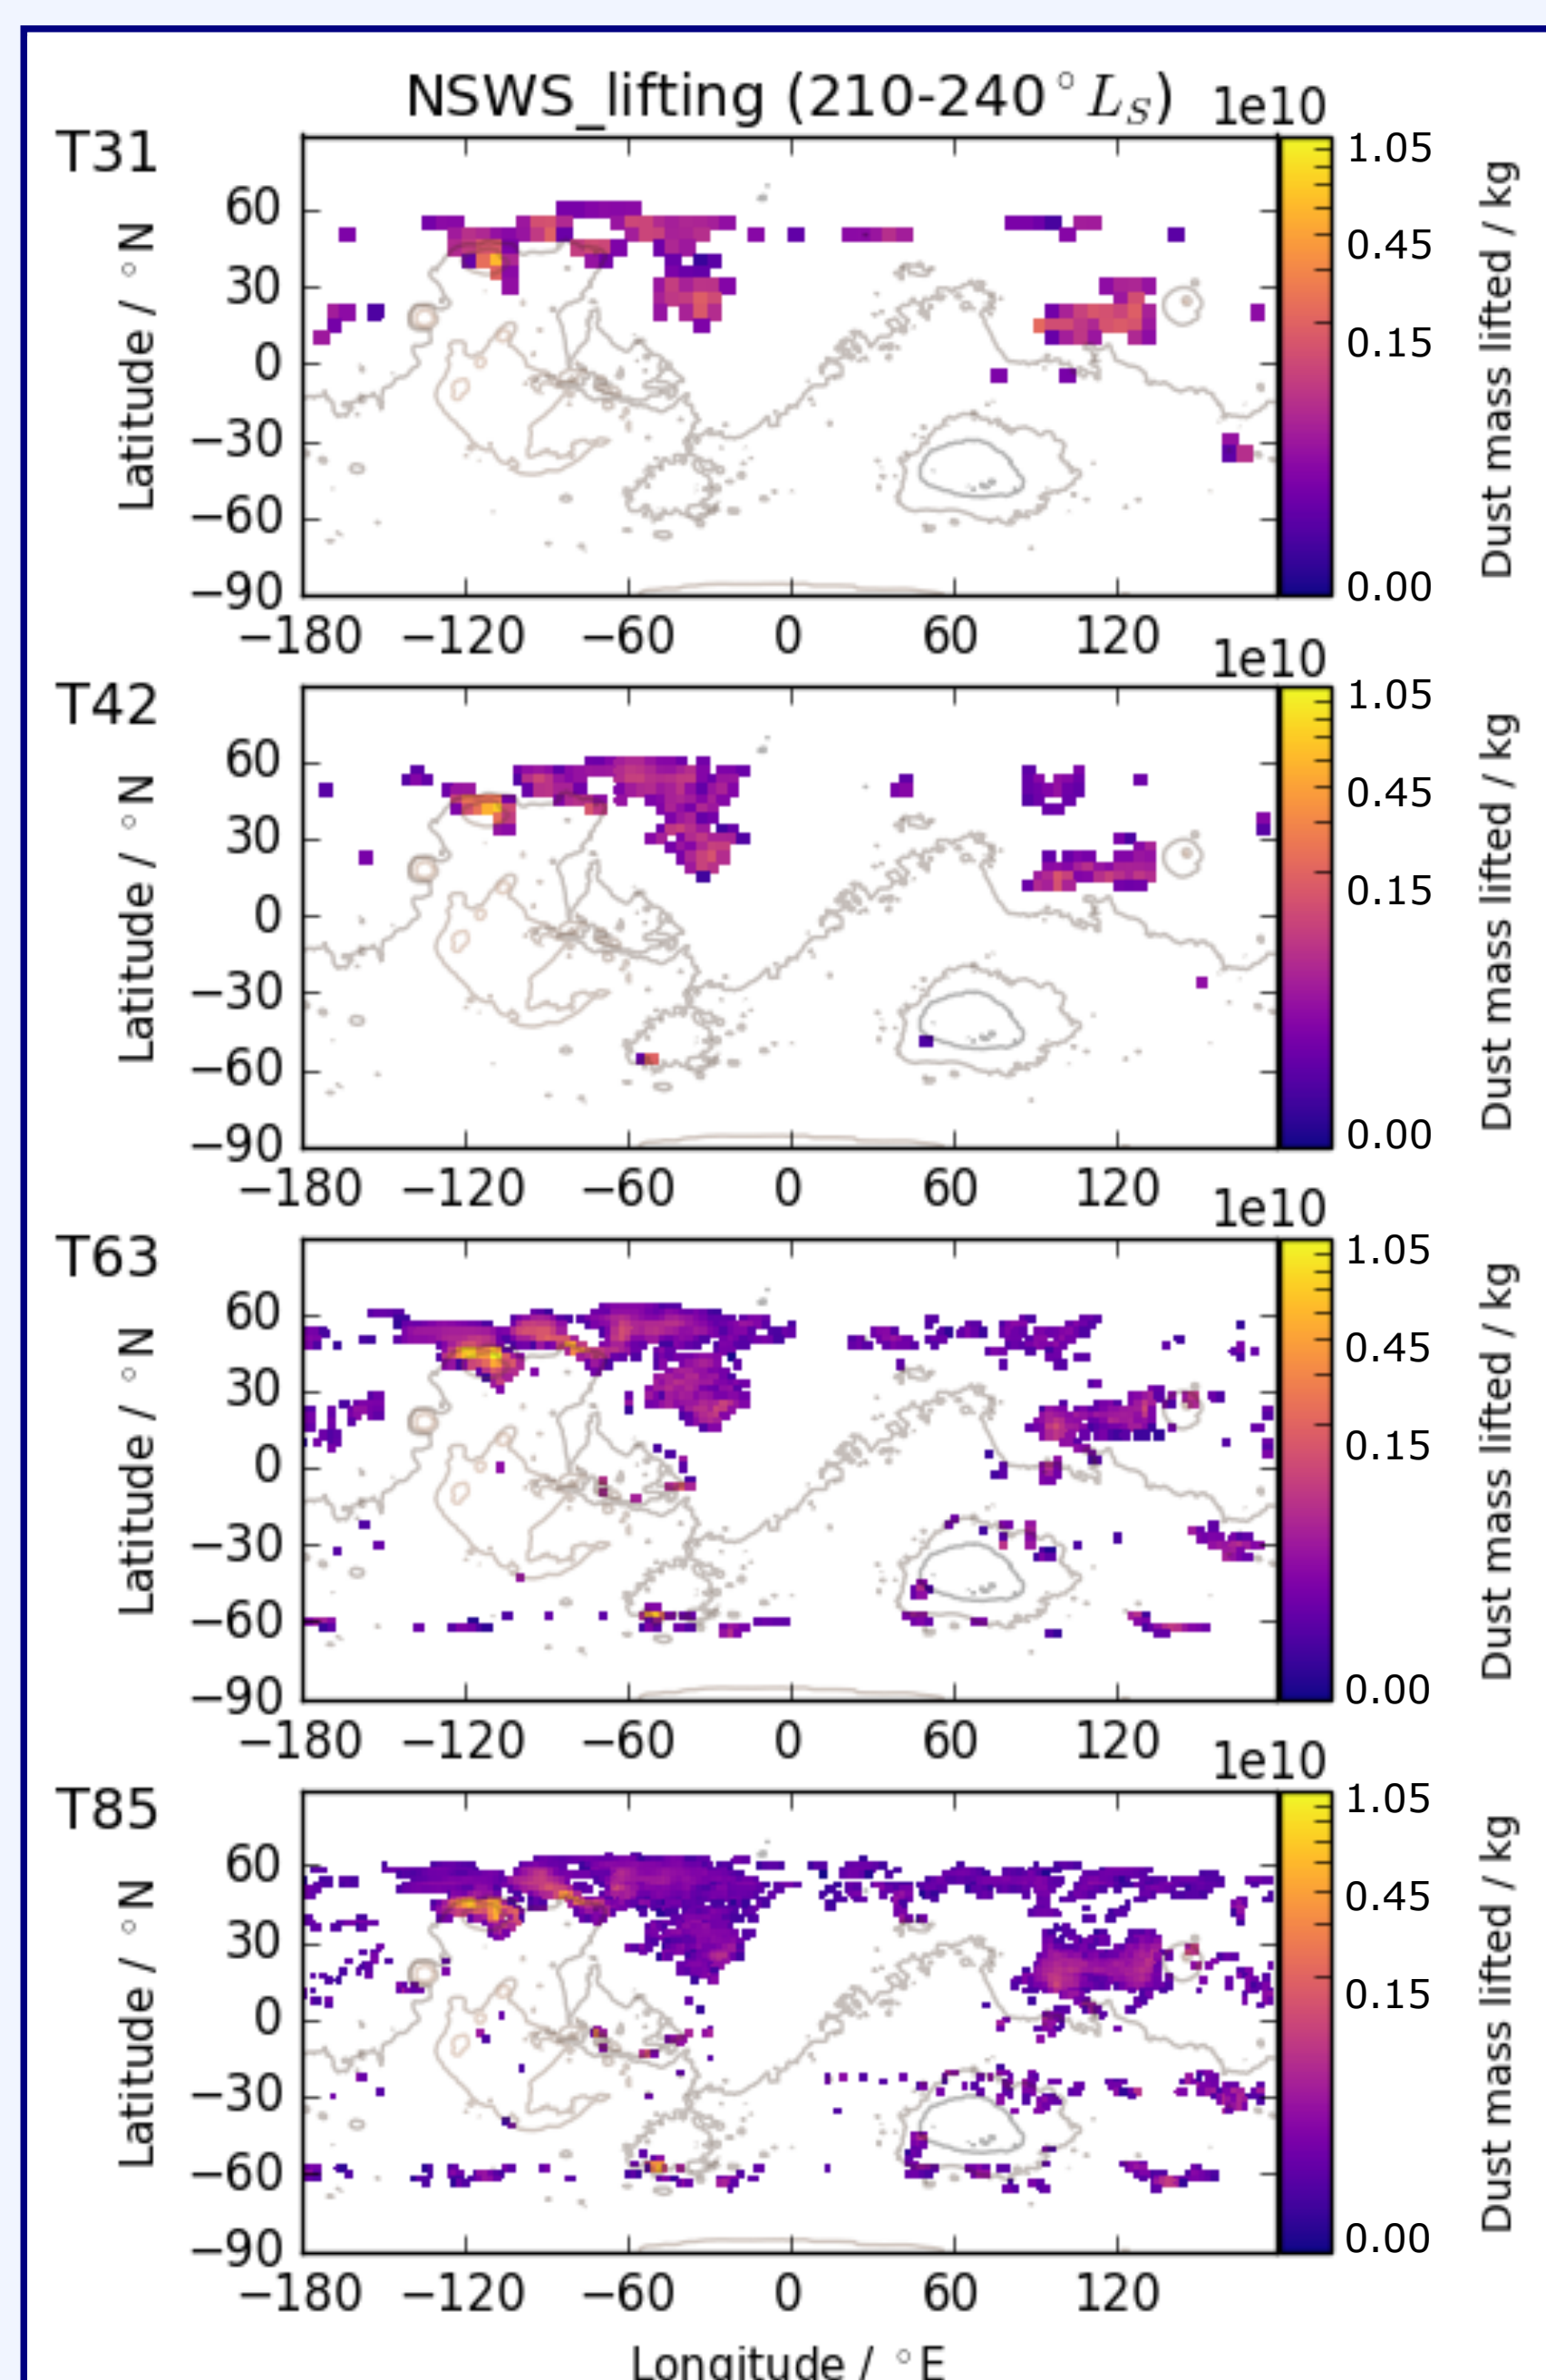 NSWS_lifting (210-240°L_S) 1e10
T31
60
30
0
−30
−60
−90
Latitude / °N
−180 −120 −60 0 60 120
1.05
0.45
0.15
0.00
Dust mass lifted / kg
1e10
T42
60
30
0
−30
−60
−90
Latitude / °N
−180 −120 −60 0 60 120
1.05
0.45
0.15
0.00
Dust mass lifted / kg
1e10
T63
60
30
0
−30
−60
−90
Latitude / °N
−180 −120 −60 0 60 120
1.05
0.45
0.15
0.00
Dust mass lifted / kg
1e10
T85
60
30
0
−30
−60
−90
Latitude / °N
−180 −120 −60 0 60 120
1.05
0.45
0.15
0.00
Dust mass lifted / kg
Longitude / °E